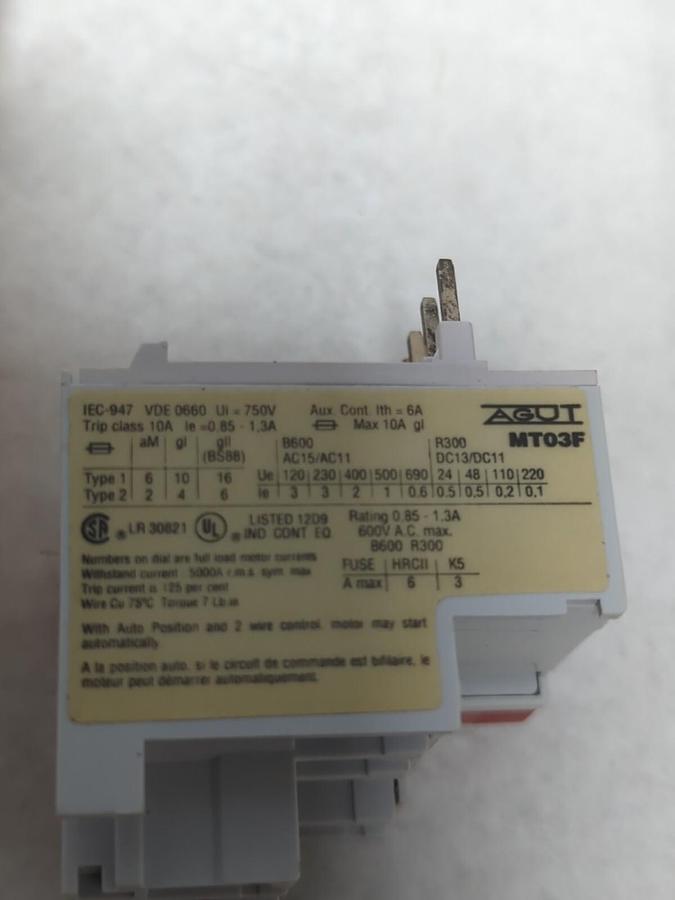 IEC-947 VDE 0660 Ui = 750V Aux. Cont. Ith = 6A
AGUT
Trip class 10A Ie =0.85 - 1,3A Max 10A gl
MT03F
aM gl gII (BS88)
Type 1 6 10 16
Type 2 2 4 6
B600 AC15/AC11 R300 DC13/DC11
Ue 120 230 400 500 690 24 48 110 220
Ie 3 3 2 1 0.6 0.5 0.5 0,2 0,1
SA ® LR 30821 UL ® LISTED 12D9 IND CONT EQ.
Rating 0.85 - 1.3A
600V A.C. max.
B600 R300
FUSE HRCII K5
A max 6 3
Numbers on dial are full load motor currents
Withstand current 5000A r.m.s. sym. max
Trip current is 125 per cent
Wire Cu 75ºC Torque 7 Lb.in
With Auto Position and 2 wire control, motor may start
automatically.
A la position auto, si le circuit de commande est bifilaire, le
moteur peut démarrer automatiquement.